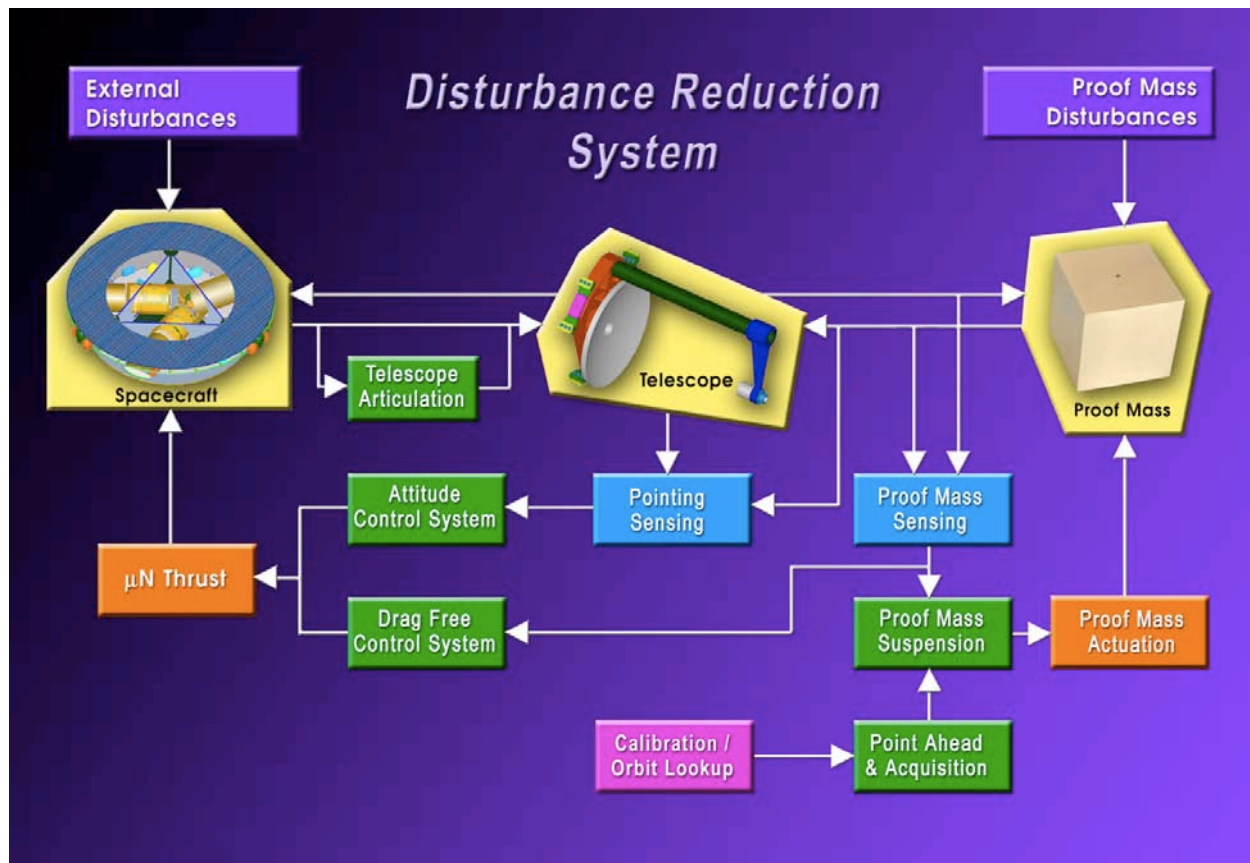 External
Disturbances
Disturbance Reduction
System
Proof Mass
Disturbances
Spacecraft
Telescope
Articulation
Telescope
Proof Mass
Attitude
Control System
Pointing
Sensing
Proof Mass
Sensing
μN Thrust
Drag Free
Control System
Proof Mass
Suspension
Proof Mass
Actuation
Calibration /
Orbit Lookup
Point Ahead
& Acquisition